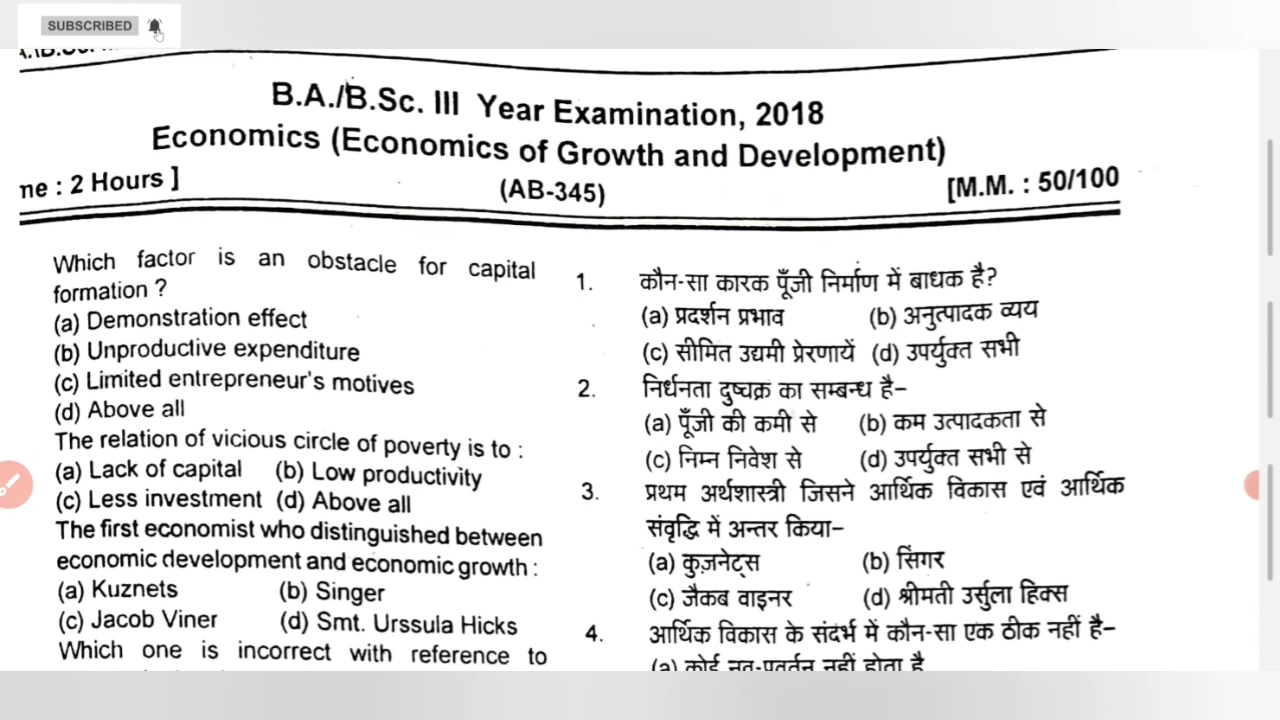 SUBSCRIBED
B.A./B.Sc. III Year Examination, 2018
Economics (Economics of Growth and Development)
ne : 2 Hours ]
(AB-345)
[M.M. : 50/100
Which factor is an obstacle for capital
formation ?
(a) Demonstration effect
(b) Unproductive expenditure
(c) Limited entrepreneur's motives
(d) Above all
The relation of vicious circle of poverty is to :
(a) Lack of capital (b) Low productivity
(c) Less investment (d) Above all
The first economist who distinguished between
economic development and economic growth :
(a) Kuznets (b) Singer
(c) Jacob Viner (d) Smt. Urssula Hicks
Which one is incorrect with reference to
1. कौन-सा कारक पूँजी निर्माण में बाधक है?
(a) प्रदर्शन प्रभाव (b) अनुत्पादक व्यय
(c) सीमित उद्यमी प्रेरणायें (d) उपर्युक्त सभी
2. निर्धनता दुष्चक्र का सम्बन्ध है–
(a) पूँजी की कमी से (b) कम उत्पादकता से
(c) निम्न निवेश से (d) उपर्युक्त सभी से
3. प्रथम अर्थशास्त्री जिसने आर्थिक विकास एवं आर्थिक
संवृद्धि में अन्तर किया–
(a) कुज़नेट्स (b) सिंगर
(c) जैकब वाइनर (d) श्रीमती उर्सुला हिक्स
4. आर्थिक विकास के संदर्भ में कौन-सा एक ठीक नहीं है–
(a) कोई नव-प्रवर्तन नहीं होता है